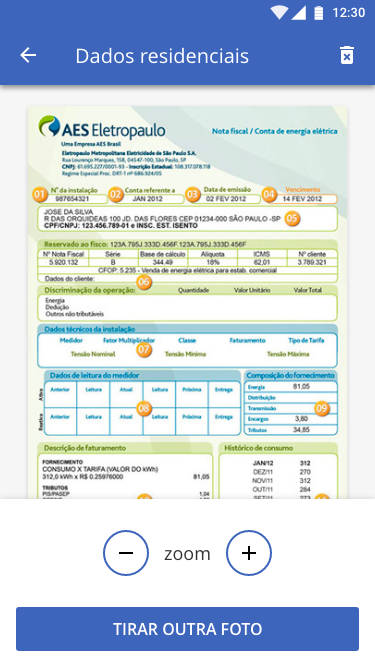 12:30
Dados residenciais
AES Eletropaulo
Nota fiscal / Conta de energia elétrica
Uma Empresa AES Brasil
Eletropaulo Metropolitana Eletricidade de São Paulo S.A.
Rua Lourenço Marques, 158, 04547-100, São Paulo, SP
CNPJ: 61.695.227/0001-93 - Inscrição Estadual: 108.317.078.118
Regime Especial Proc. DRT-1 nº 686.924/05
01 Nº da instalação 02 Conta referente a 03 Data de emissão 04 Vencimento
987654321 JAN 2012 02 FEV 2012 14 FEV 2012
JOSE DA SILVA
R DAS ORQUIDEAS 100 JD. DAS FLORES CEP 01234-000 SÃO PAULO -SP 05
CPF/CNPJ: 123.456.789-01 e INSC. EST. ISENTO
Reservado ao fisco: 123A.795J.333D.456F.123A.795J.333D.456F
Nº Nota Fiscal Série Base de cálculo Alíquota ICMS Nº cliente
5.920.132 B 344.49 18% 62,01 3.789.321
CFOP: 5.235 - Venda de energia elétrica para estab. comercial
Dados do cliente: 06
Discriminação da operação: Quantidade Valor Unitário Valor Total
Energia
Dedução
Outros não tributáveis
Dados técnicos da instalação
Medidor Fator Multiplicador Classe Faturamento Tipo de Tarifa
Tensão Nominal 07 Tensão Mínima Tensão Máxima
Dados de leitura do medidor Composição do fornecimento
Ativa Anterior Leitura Atual Leitura Próxima Entrega
Energia 81,05
Distribuição
08 Transmissão 09
Reativa Anterior Leitura Atual Leitura Próxima Entrega
Encargos 3,80
Tributos 34,85
Descrição de faturamento Histórico de consumo
FORNECIMENTO
CONSUMO X TARIFA (VALOR DO kWh)
312,0 kWh x R$ 0.25976000 81,05
TRIBUTOS
PIS/PASEP 1,04
JAN/12 312
DEZ/11 270
NOV/11 312
OUT/11 284
SET/11 273
zoom
TIRAR OUTRA FOTO